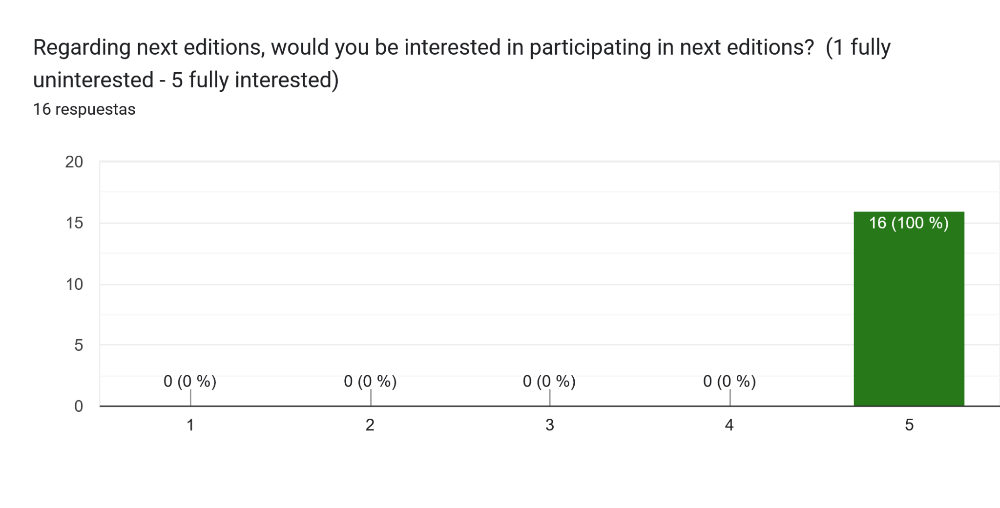 Regarding next editions, would you be interested in participating in next editions?  (1 fully
uninterested - 5 fully interested)
16 respuestas
20
15
10
5
0
0 (0 %)
0 (0 %)
0 (0 %)
0 (0 %)
16 (100 %)
1
2
3
4
5